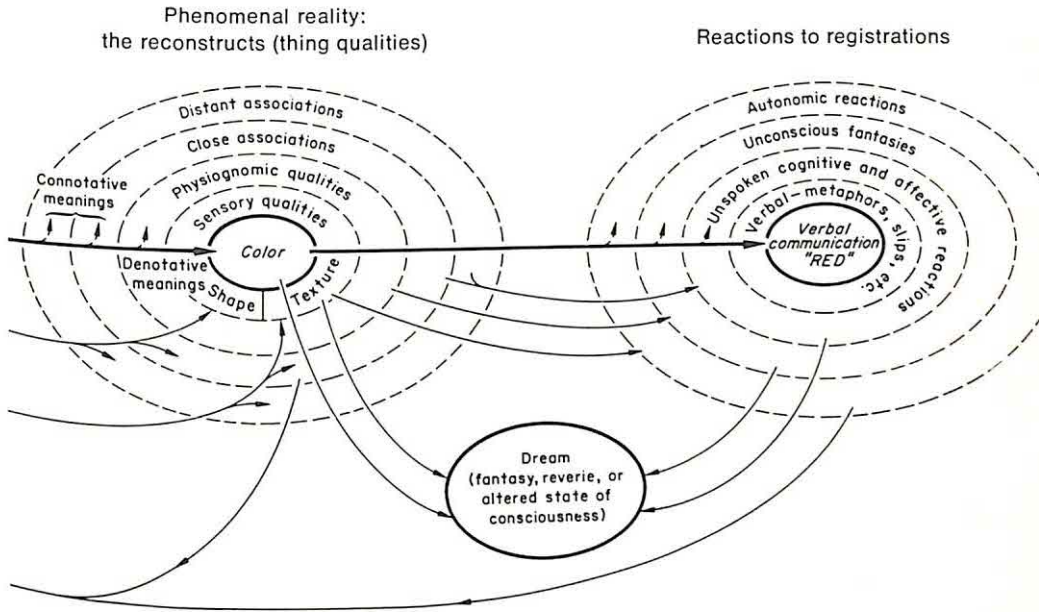 Phenomenal reality:
the reconstructs (thing qualities)
Reactions to registrations
Distant associations
Close associations
Physiognomic qualities
Sensory qualities
Connotative
meanings
Color
Denotative
meanings
Shape
Texture
Autonomic reactions
Unconscious fantasies
Unspoken cognitive and affective reactions
Verbal—metaphors, slips, etc.
Verbal
communication
"RED"
Dream
(fantasy, reverie, or
altered state of
consciousness)